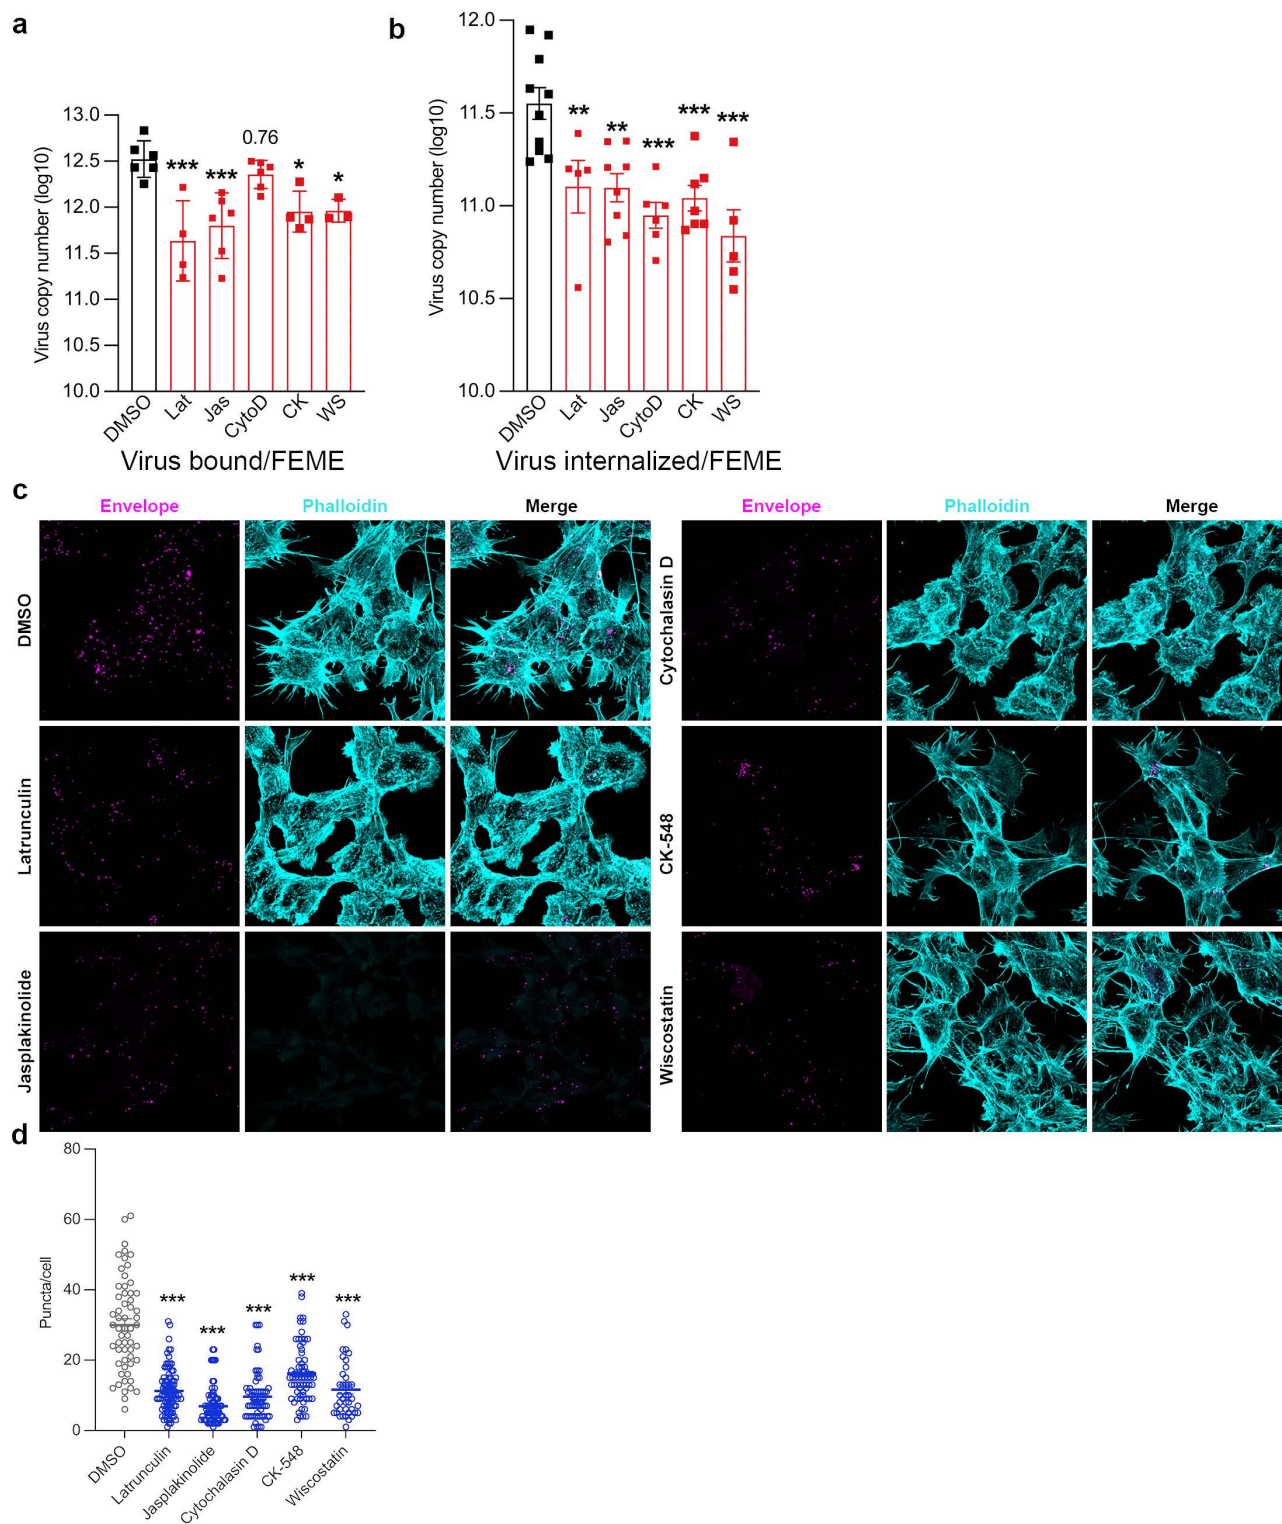 a
Virus copy number (log10)
13.0
12.5
12.0
11.5
11.0
10.5
10.0
***
***
0.76
*
*
DMSO
Lat
Jas
CytoD
CK
WS
Virus bound/FEME
b
Virus copy number (log10)
12.0
11.5
11.0
10.5
10.0
**
**
***
***
***
DMSO
Lat
Jas
CytoD
CK
WS
Virus internalized/FEME
c
Envelope
Phalloidin
Merge
Envelope
Phalloidin
Merge
DMSO
Cytochalasin D
Latrunculin
CK-548
Jasplakinolide
Wiscostatin
d
Puncta/cell
80
60
40
20
0
***
***
***
***
***
DMSO
Latrunculin
Jasplakinolide
Cytochalasin D
CK-548
Wiscostatin